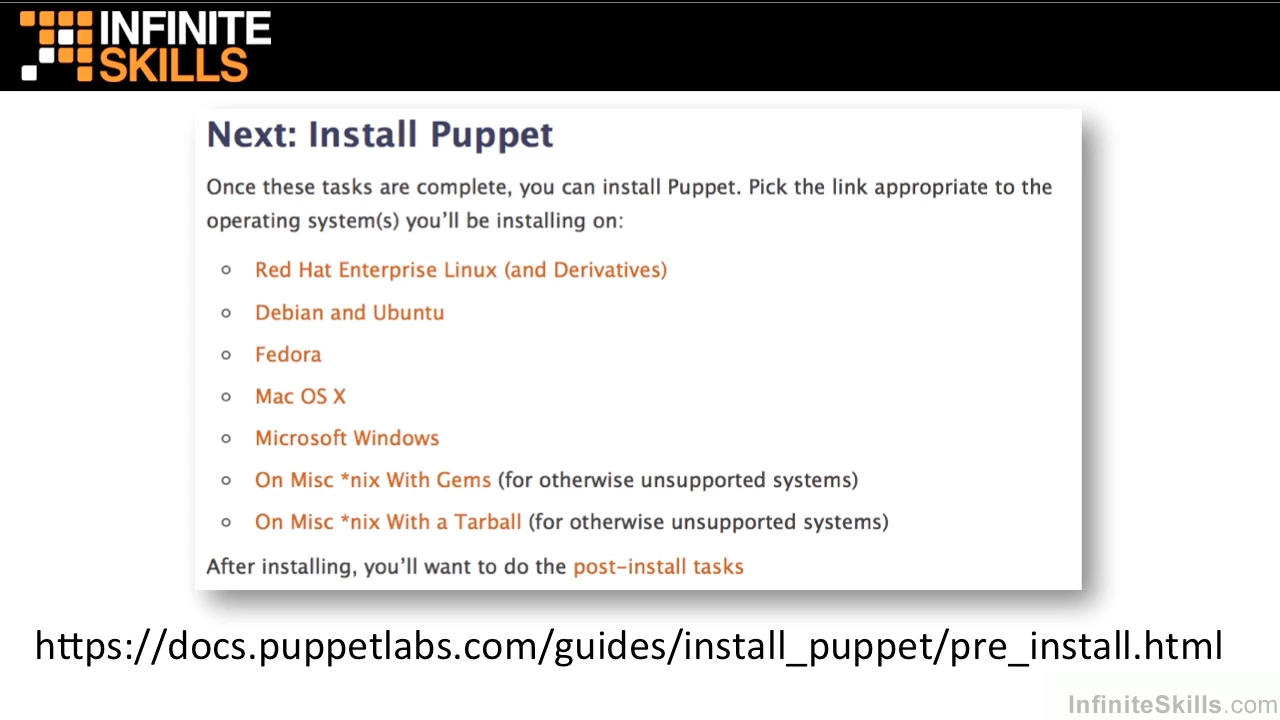 INFINITE
SKILLS
Next: Install Puppet
Once these tasks are complete, you can install Puppet. Pick the link appropriate to the
operating system(s) you'll be installing on:
Red Hat Enterprise Linux (and Derivatives)
Debian and Ubuntu
Fedora
Mac OS X
Microsoft Windows
On Misc *nix With Gems (for otherwise unsupported systems)
On Misc *nix With a Tarball (for otherwise unsupported systems)
After installing, you'll want to do the post-install tasks
https://docs.puppetlabs.com/guides/install_puppet/pre_install.html
InfiniteSkills.com